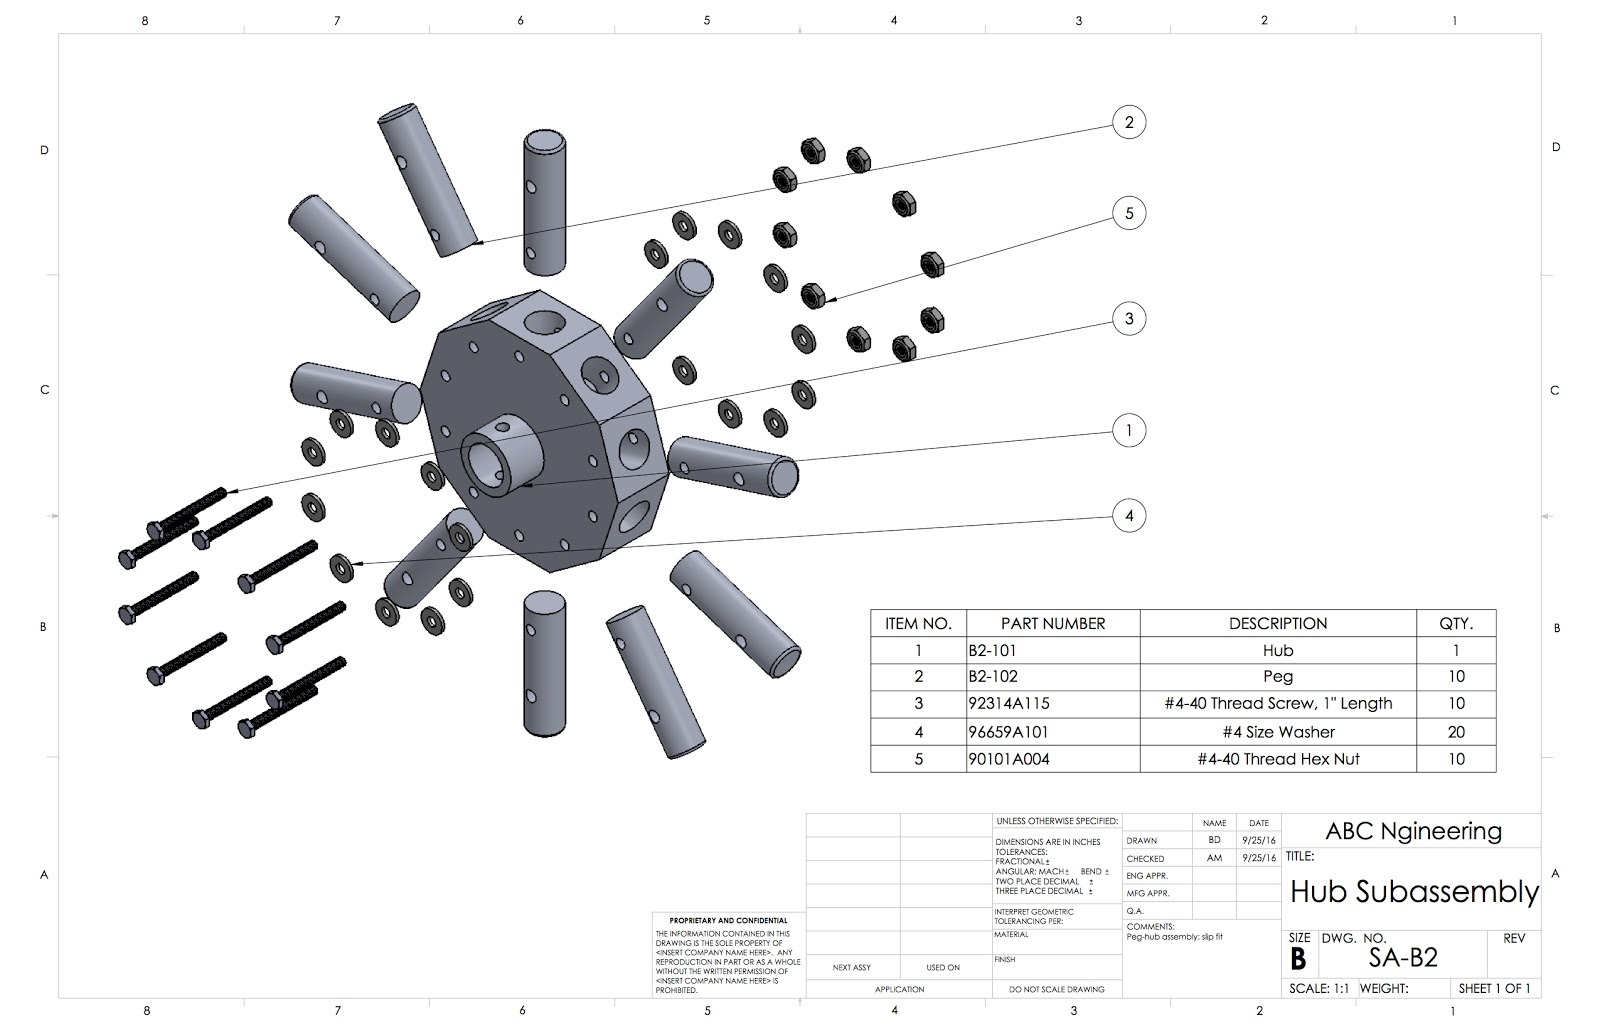 8 7 6 5 4 3 2 1
D D
2
5
3
C C
1
4
B B
ITEM NO. PART NUMBER DESCRIPTION QTY.
1 B2-101 Hub 1
2 B2-102 Peg 10
3 92314A115 #4-40 Thread Screw, 1" Length 10
4 96659A101 #4 Size Washer 20
5 90101A004 #4-40 Thread Hex Nut 10
A A
UNLESS OTHERWISE SPECIFIED:
DIMENSIONS ARE IN INCHES
TOLERANCES:
FRACTIONAL±
ANGULAR: MACH± BEND ±
TWO PLACE DECIMAL ±
THREE PLACE DECIMAL ±
INTERPRET GEOMETRIC
TOLERANCING PER:
MATERIAL
FINISH
DO NOT SCALE DRAWING
NAME DATE
DRAWN BD 9/25/16
CHECKED AM 9/25/16
ENG APPR.
MFG APPR.
Q.A.
COMMENTS:
Peg-hub assembly: slip fit
ABC Ngineering
TITLE:
Hub Subassembly
SIZE DWG. NO. REV
B SA-B2
SCALE: 1:1 WEIGHT: SHEET 1 OF 1
PROPRIETARY AND CONFIDENTIAL
THE INFORMATION CONTAINED IN THIS
DRAWING IS THE SOLE PROPERTY OF
<INSERT COMPANY NAME HERE>. ANY
REPRODUCTION IN PART OR AS A WHOLE
WITHOUT THE WRITTEN PERMISSION OF
<INSERT COMPANY NAME HERE> IS
PROHIBITED.
NEXT ASSY USED ON
APPLICATION
8 7 6 5 4 3 2 1